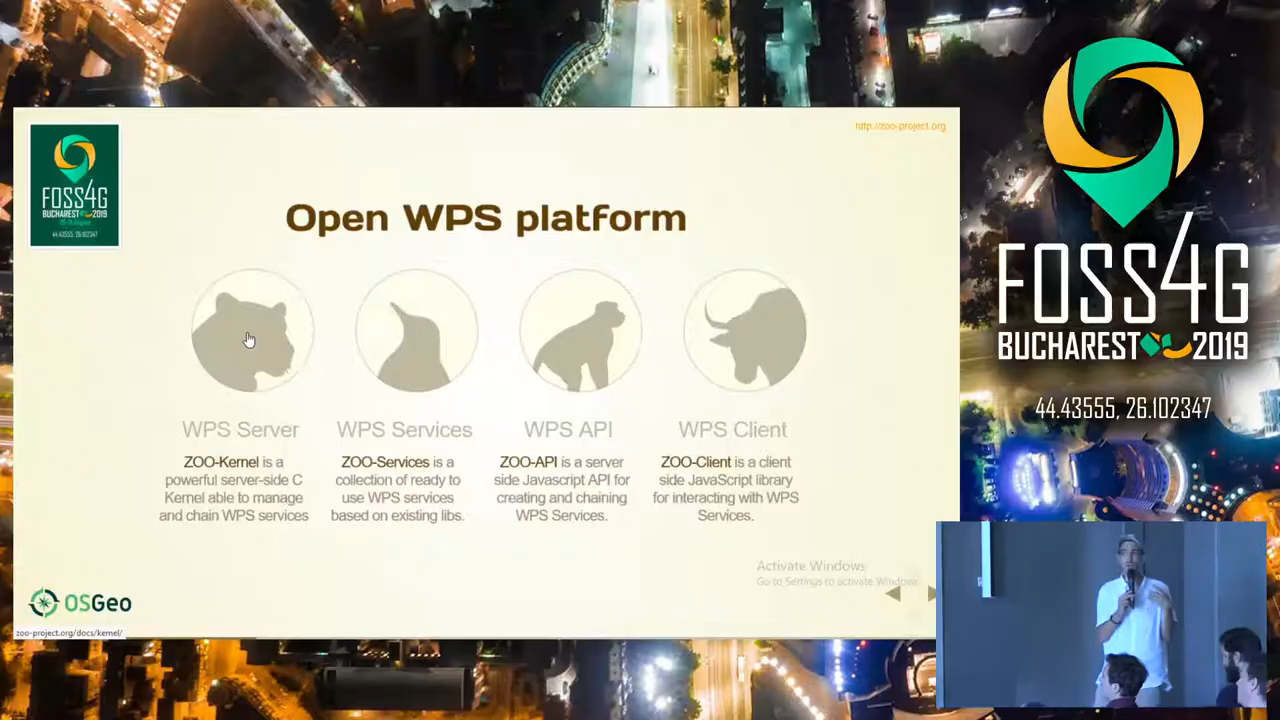 http://zoo-project.org
FOSS4G
BUCHAREST 2019
44.43555, 26.102347
Open WPS platform
WPS Server
WPS Services
WPS API
WPS Client
ZOO-Kernel is a
powerful server-side C
Kernel able to manage
and chain WPS services
ZOO-Services is a
collection of ready to
use WPS services
based on existing libs.
ZOO-API is a server
side Javascript API for
creating and chaining
WPS Services.
ZOO-Client is a client
side JavaScript library
for interacting with WPS
Services.
Activate Windows
Go to Settings to activate Windows.
OSGeo
zoo-project.org/docs/kernel/
FOSS4G
BUCHAREST 2019
44.43555, 26.102347